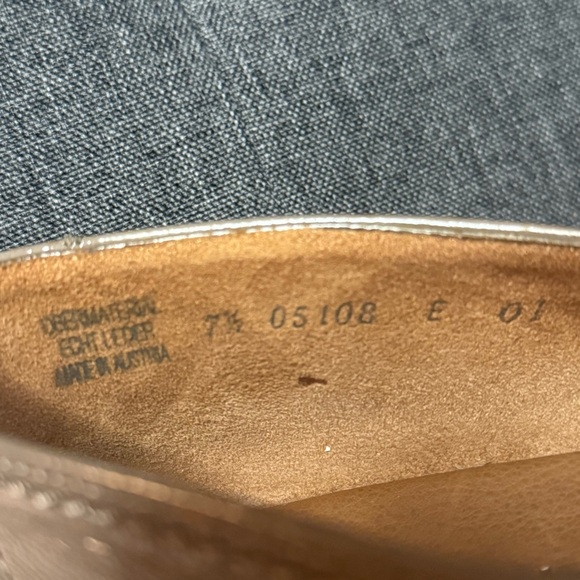 OBERMATERIAL
ECHT LEDER
MADE IN AUSTRIA
7½ 05108 E 01